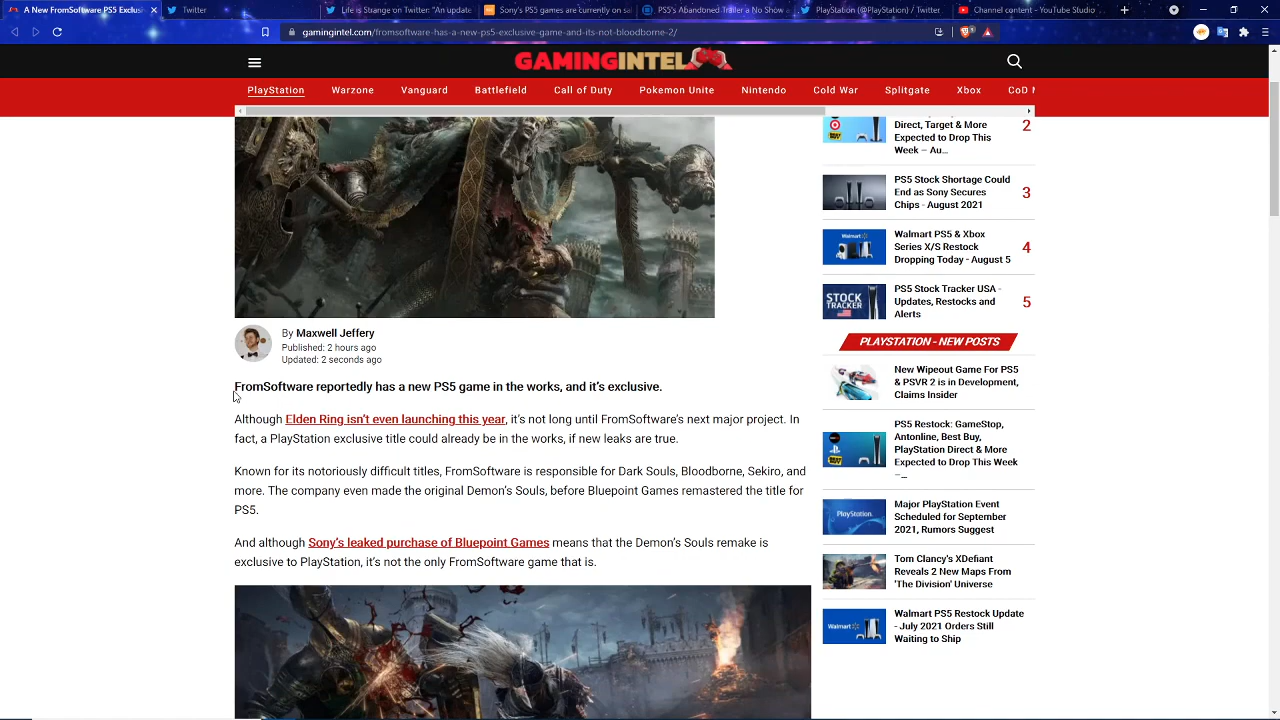 A New FromSoftware PS5 Exclusi
Twitter
Life is Strange on Twitter: "An update
Sony's PS5 games are currently on sal
PS5's Abandoned Trailer a No Show a
PlayStation (@PlayStation) / Twitter
Channel content - YouTube Studio
gamingintel.com/fromsoftware-has-a-new-ps5-exclusive-game-and-its-not-bloodborne-2/
GAMINGINTEL
PlayStation
Warzone
Vanguard
Battlefield
Call of Duty
Pokemon Unite
Nintendo
Cold War
Splitgate
Xbox
CoD M
Direct, Target & More
Expected to Drop This
Week – Au...
2
PS5 Stock Shortage Could
End as Sony Secures
Chips - August 2021
3
Walmart PS5 & Xbox
Series X/S Restock
Dropping Today - August 5
4
STOCK
TRACKER
PS5 Stock Tracker USA -
Updates, Restocks and
Alerts
5
By Maxwell Jeffery
Published: 2 hours ago
Updated: 2 seconds ago
FromSoftware reportedly has a new PS5 game in the works, and it's exclusive.
Although Elden Ring isn't even launching this year, it's not long until FromSoftware's next major project. In
fact, a PlayStation exclusive title could already be in the works, if new leaks are true.
Known for its notoriously difficult titles, FromSoftware is responsible for Dark Souls, Bloodborne, Sekiro, and
more. The company even made the original Demon's Souls, before Bluepoint Games remastered the title for
PS5.
And although Sony's leaked purchase of Bluepoint Games means that the Demon's Souls remake is
exclusive to PlayStation, it's not the only FromSoftware game that is.
PLAYSTATION - NEW POSTS
New Wipeout Game For PS5
& PSVR 2 is in Development,
Claims Insider
PS5 Restock: GameStop,
Antonline, Best Buy,
PlayStation Direct & More
Expected to Drop This Week
–...
PlayStation.
Major PlayStation Event
Scheduled for September
2021, Rumors Suggest
Tom Clancy's XDefiant
Reveals 2 New Maps From
'The Division' Universe
Walmart
Walmart PS5 Restock Update
- July 2021 Orders Still
Waiting to Ship